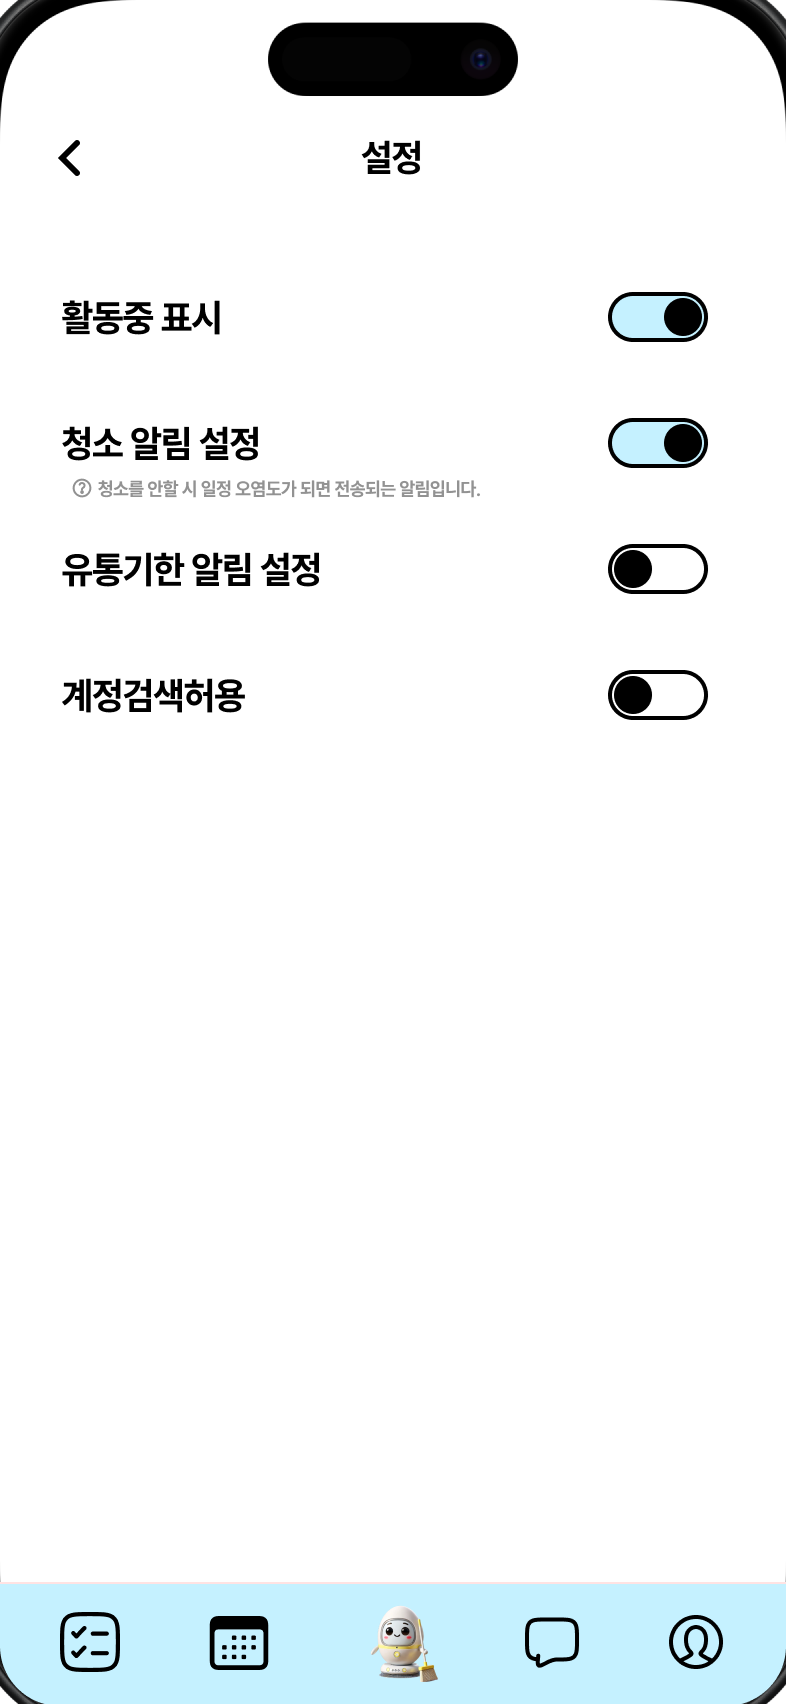 설정
활동중 표시
청소 알림 설정
청소를 안할 시 일정 오염도가 되면 전송되는 알림입니다.
유통기한 알림 설정
계정검색허용